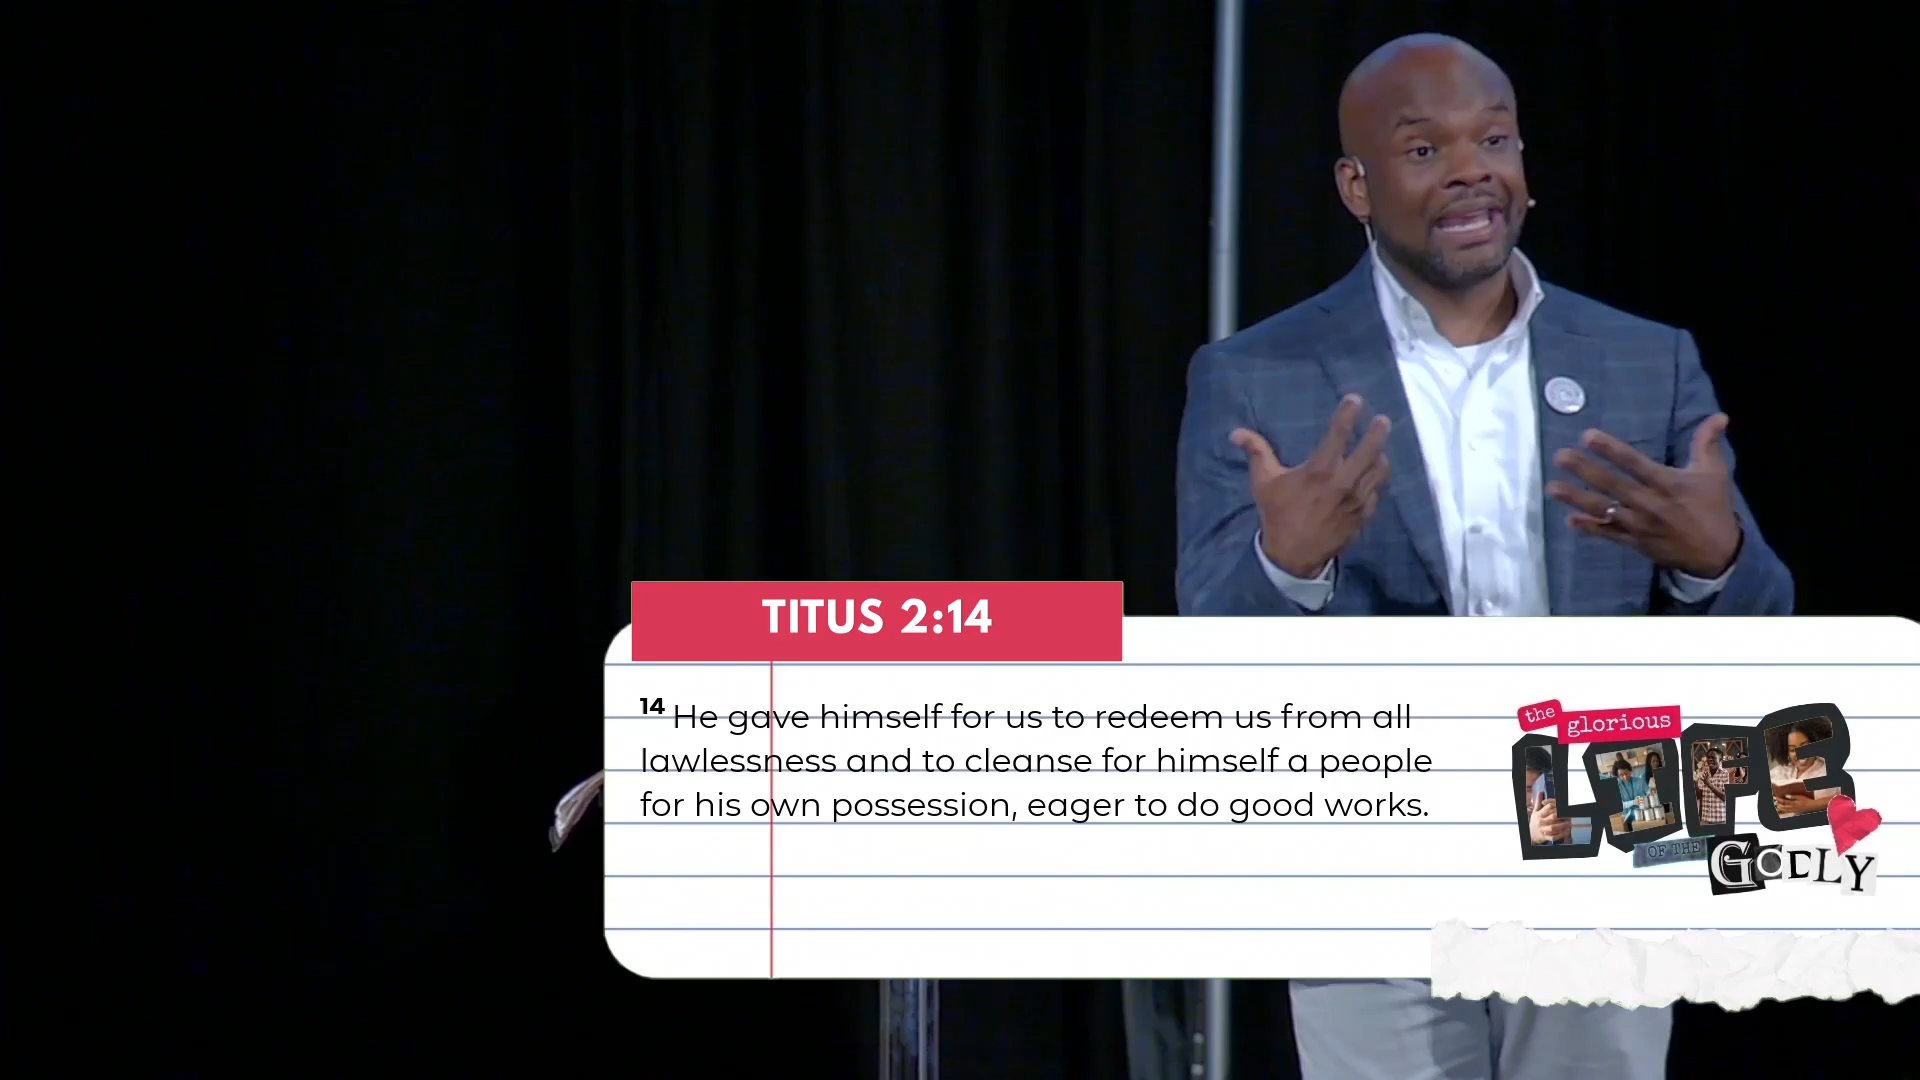 TITUS 2:14
14 He gave himself for us to redeem us from all
lawlessness and to cleanse for himself a people
for his own possession, eager to do good works.
the glorious
LIFE
OF THE
GODLY